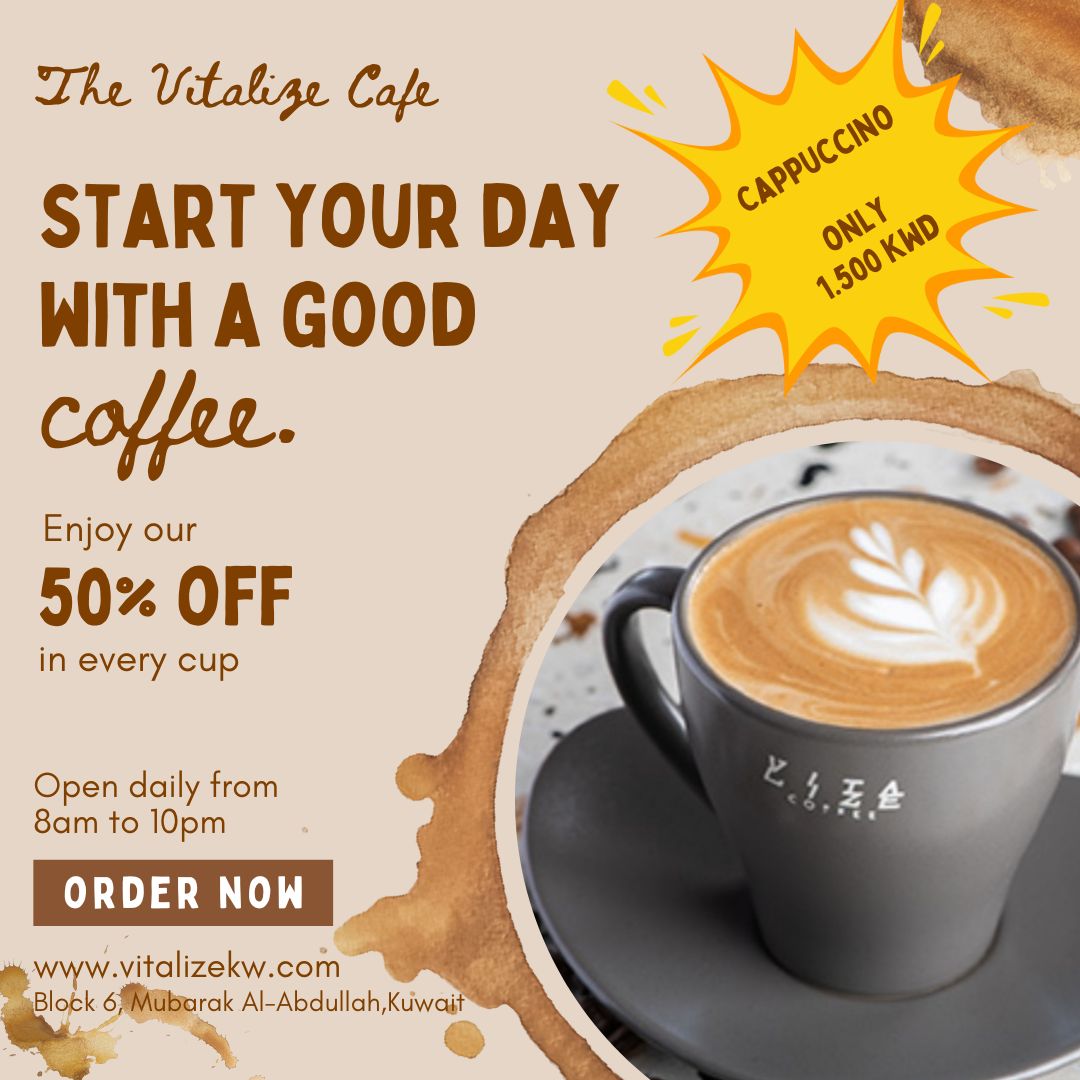 The Vitalize Cafe
START YOUR DAY
WITH A GOOD
coffee.
CAPPUCCINO
ONLY
1.500 KWD
Enjoy our
50% OFF
in every cup
Open daily from
8am to 10pm
ORDER NOW
www.vitalizekw.com
Block 6, Mubarak Al-Abdullah,Kuwait
COFFEE